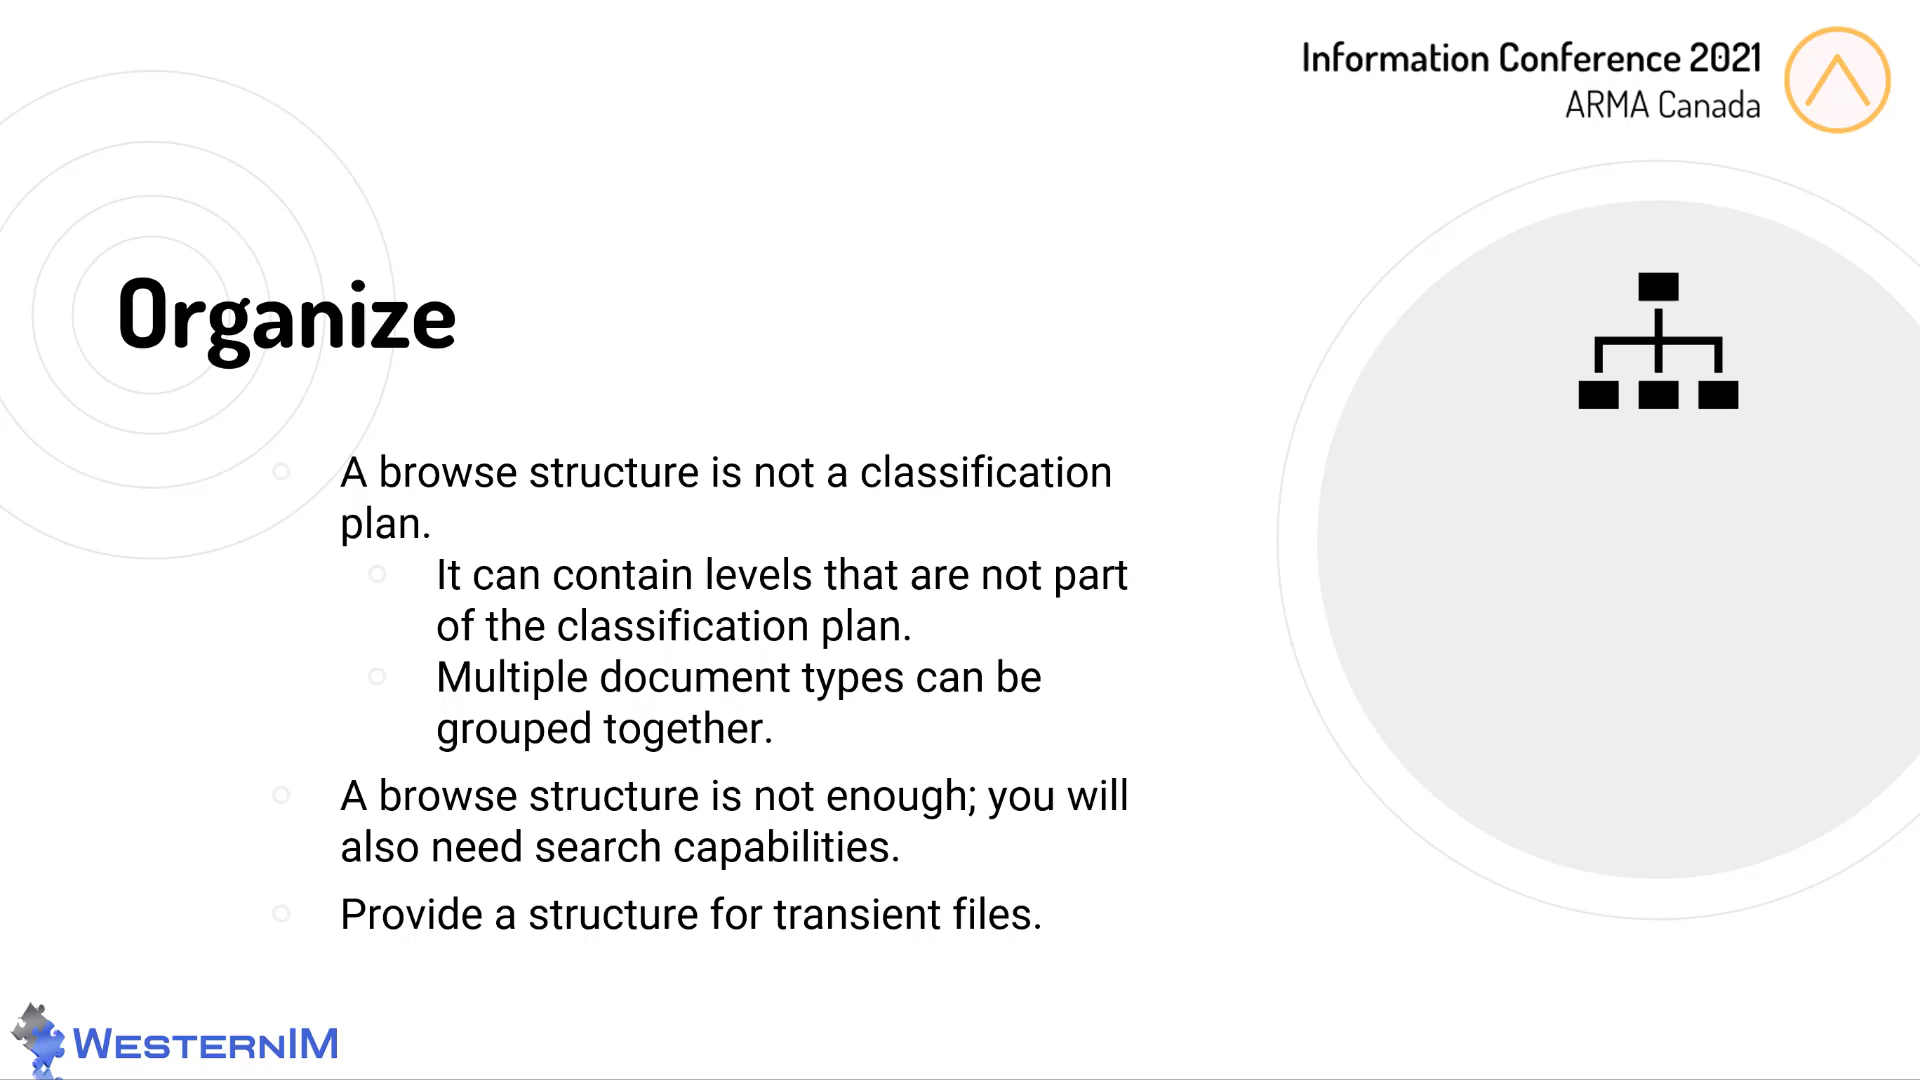 Information Conference 2021
ARMA Canada
Organize
A browse structure is not a classification
plan.
It can contain levels that are not part
of the classification plan.
Multiple document types can be
grouped together.
A browse structure is not enough; you will
also need search capabilities.
Provide a structure for transient files.
WESTERNIM